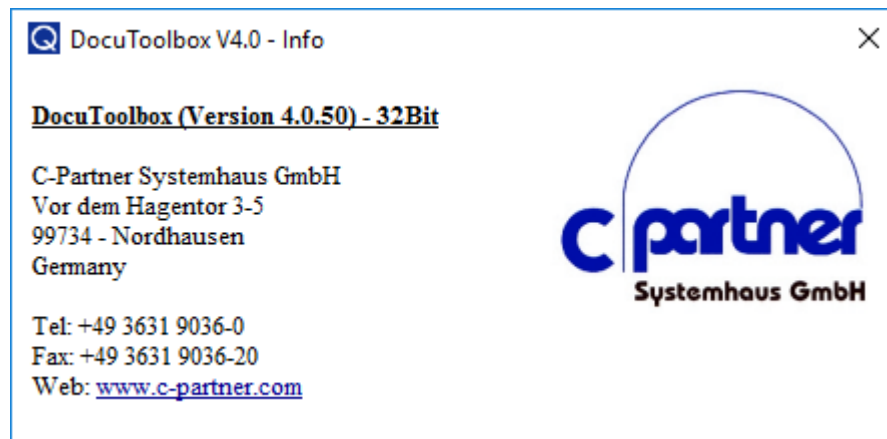 DocuToolbox V4.0 - Info
DocuToolbox (Version 4.0.50) - 32Bit
C-Partner Systemhaus GmbH
Vor dem Hagentor 3-5
99734 - Nordhausen
Germany
Tel: +49 3631 9036-0
Fax: +49 3631 9036-20
Web: www.c-partner.com
c partner
Systemhaus GmbH